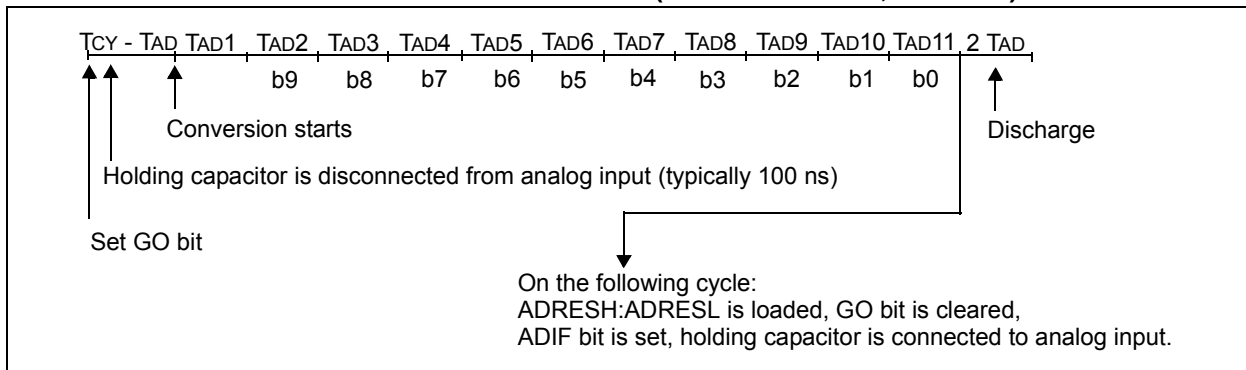 TCY - TAD TAD1 TAD2 TAD3 TAD4 TAD5 TAD6 TAD7 TAD8 TAD9 TAD10 TAD11 2 TAD
b9 b8 b7 b6 b5 b4 b3 b2 b1 b0
Conversion starts
Discharge
Holding capacitor is disconnected from analog input (typically 100 ns)
Set GO bit
On the following cycle:
ADRESH:ADRESL is loaded, GO bit is cleared,
ADIF bit is set, holding capacitor is connected to analog input.